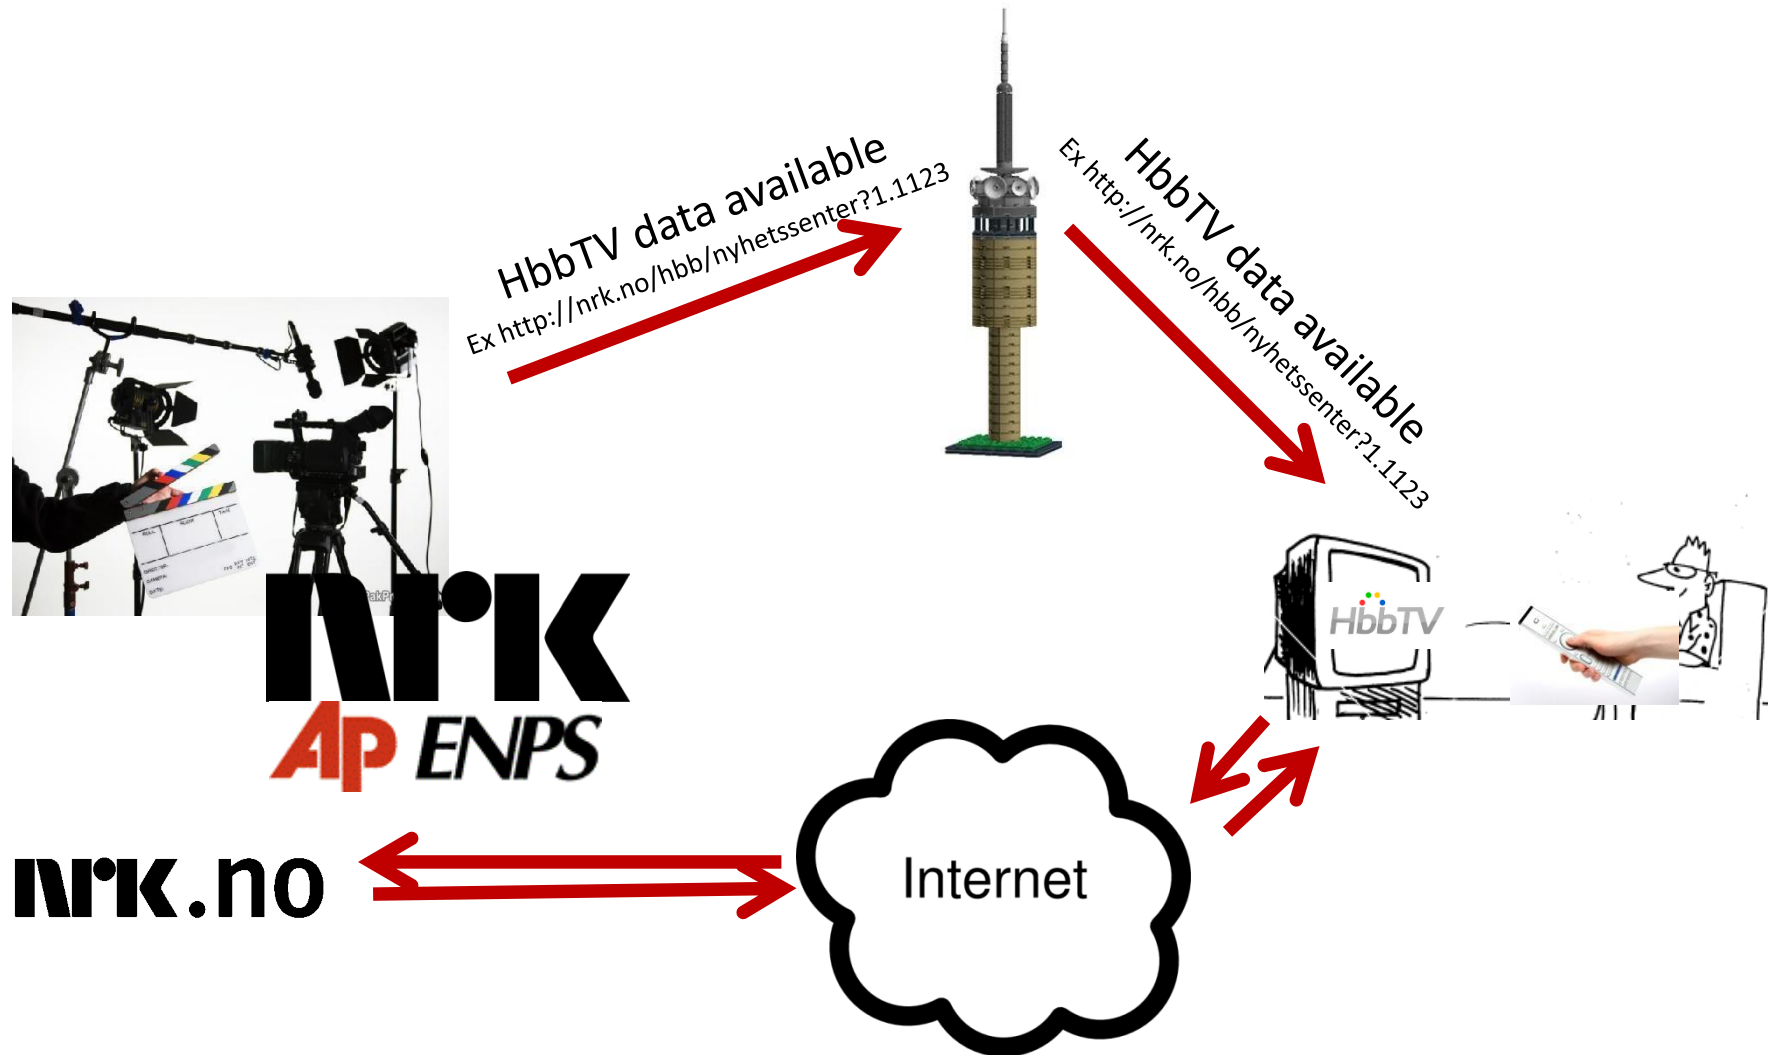 HbbTV data available
Ex http://nrk.no/hbb/nyhetssenter?1.1123
HbbTV data available
Ex http://nrk.no/hbb/nyhetssenter?1.1123
HbbTV
nrk
AP ENPS
nrk.no
Internet